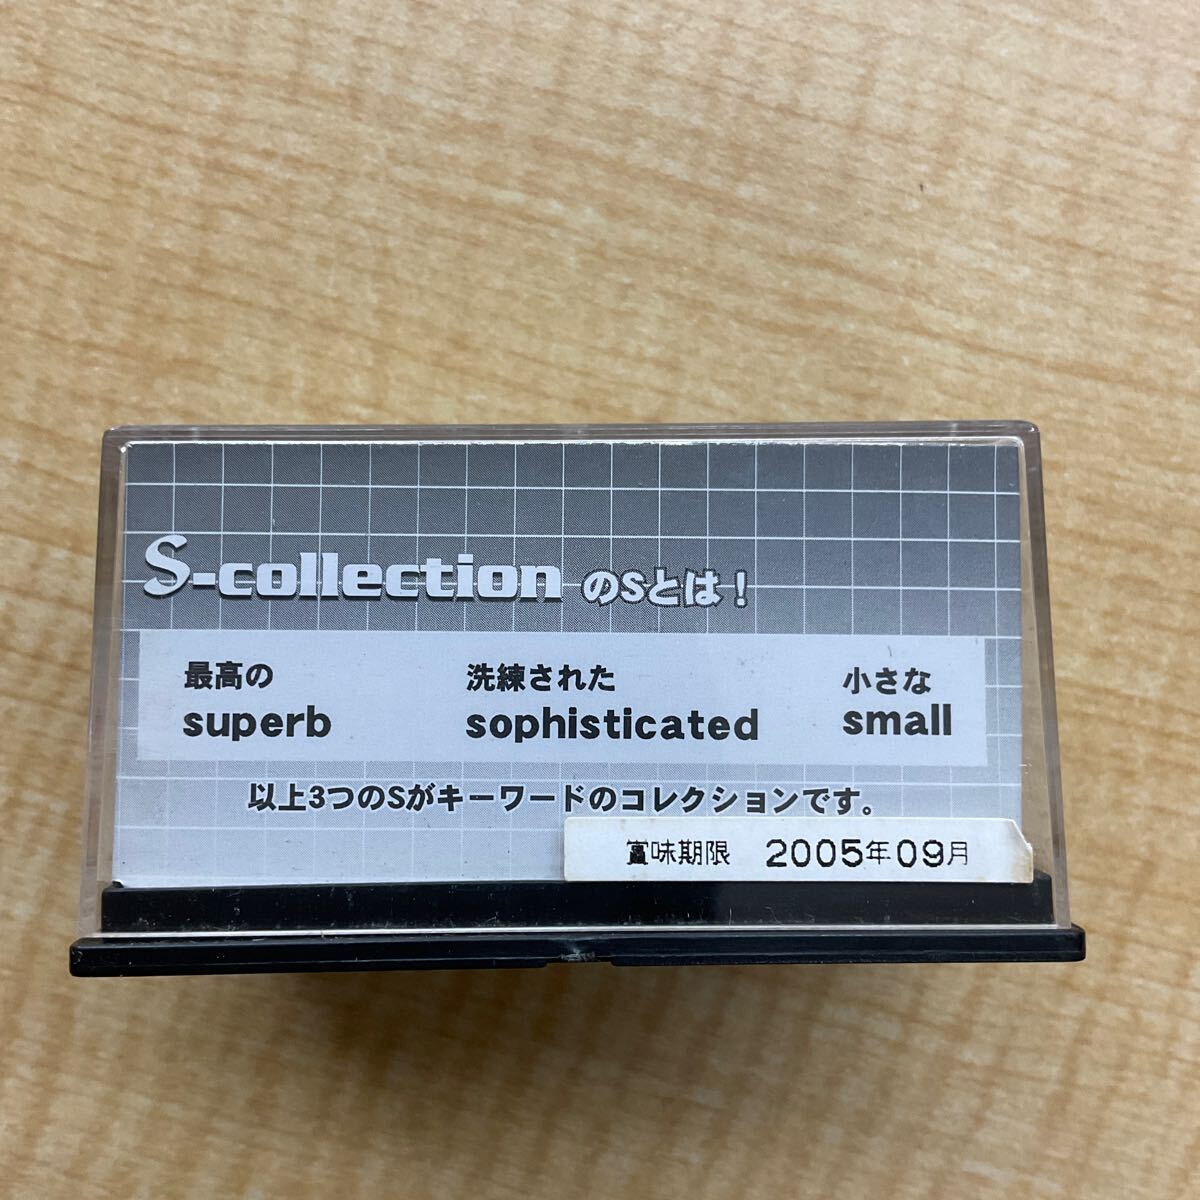 S-collection のSとは！
最高の 洗練された 小さな
superb sophisticated small
以上3つのSがキーワードのコレクションです。
賞味期限 2005年09月